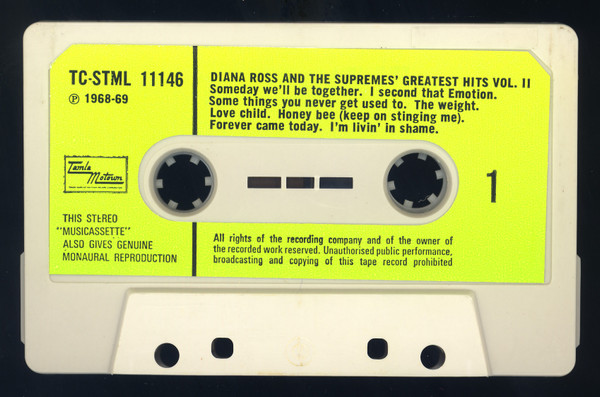 TC-STML 11146
Ⓟ 1968-69
DIANA ROSS AND THE SUPREMES' GREATEST HITS VOL. II
Someday we'll be together. I second that Emotion.
Some things you never get used to. The weight.
Love child. Honey bee (keep on stinging me).
Forever came today. I'm livin' in shame.
Tamla
Motown
1
THIS STEREO
"MUSICASSETTE"
ALSO GIVES GENUINE
MONAURAL REPRODUCTION
All rights of the recording company and of the owner of
the recorded work reserved. Unauthorised public performance,
broadcasting and copying of this tape record prohibited